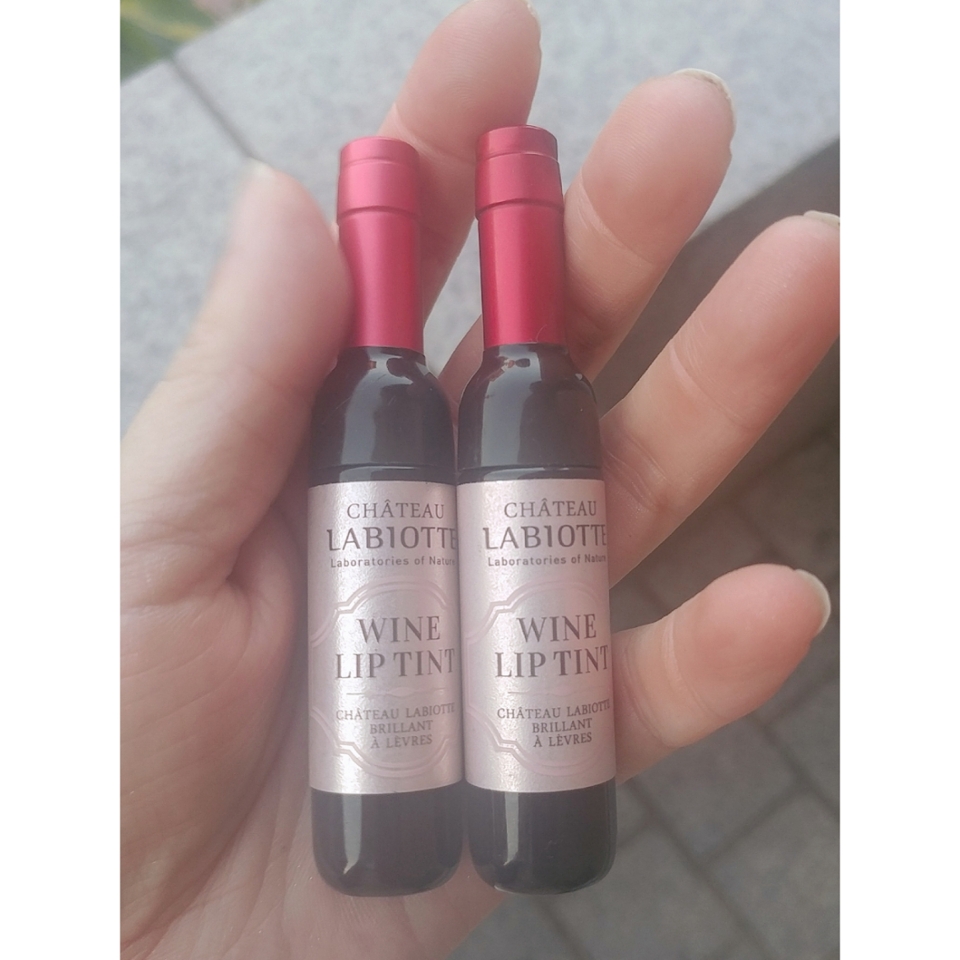 CHÂTEAU
LABIOTTE
Laboratories of Nature
WINE
LIP TINT
CHÂTEAU LABIOTTE
BRILLANT
À LÈVRES
CHÂTEAU
LABIOTTE
Laboratories of Nature
WINE
LIP TINT
CHÂTEAU LABIOTTE
BRILLANT
À LÈVRES